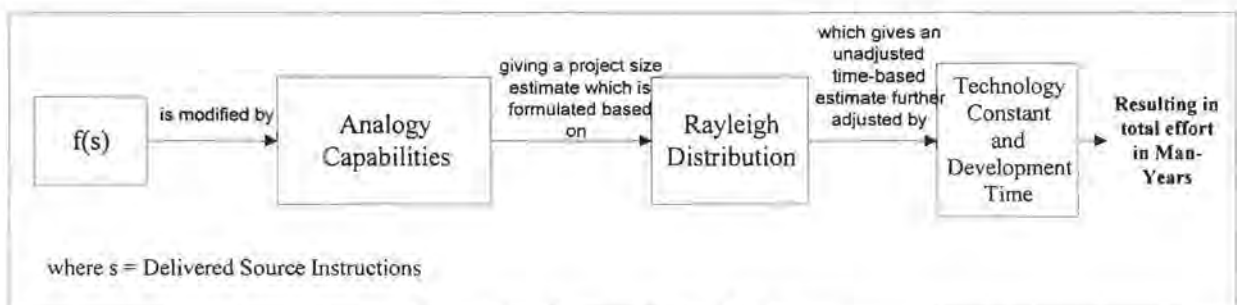 f(s)
is modified by
Analogy
Capabilities
giving a project size
estimate which is
formulated based
on
Rayleigh
Distribution
which gives an
unadjusted
time-based
estimate further
adjusted by
Technology
Constant
and
Development
Time
Resulting in
total effort
in Man-
Years
where s = Delivered Source Instructions